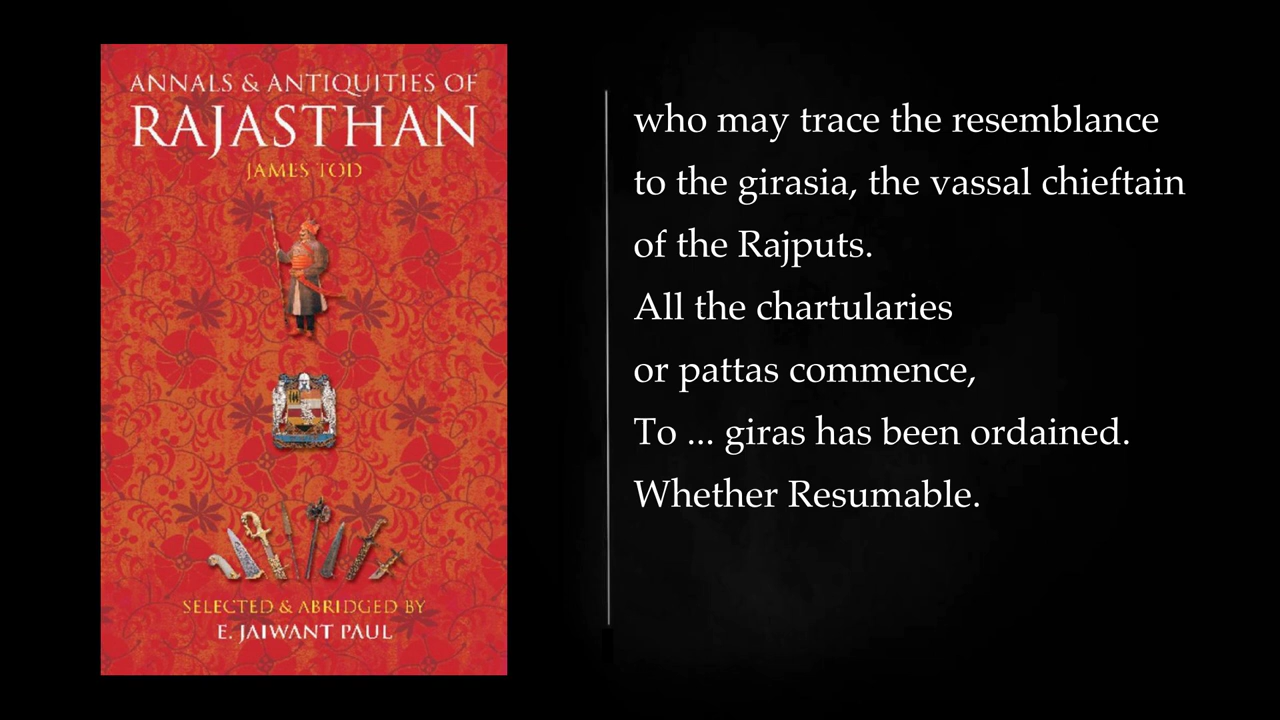 ANNALS & ANTIQUITIES OF
RAJASTHAN
JAMES TOD
SELECTED & ABRIDGED BY
E. JAIWANT PAUL
who may trace the resemblance
to the girasia, the vassal chieftain
of the Rajputs.
All the chartularies
or pattas commence,
To ... giras has been ordained.
Whether Resumable.